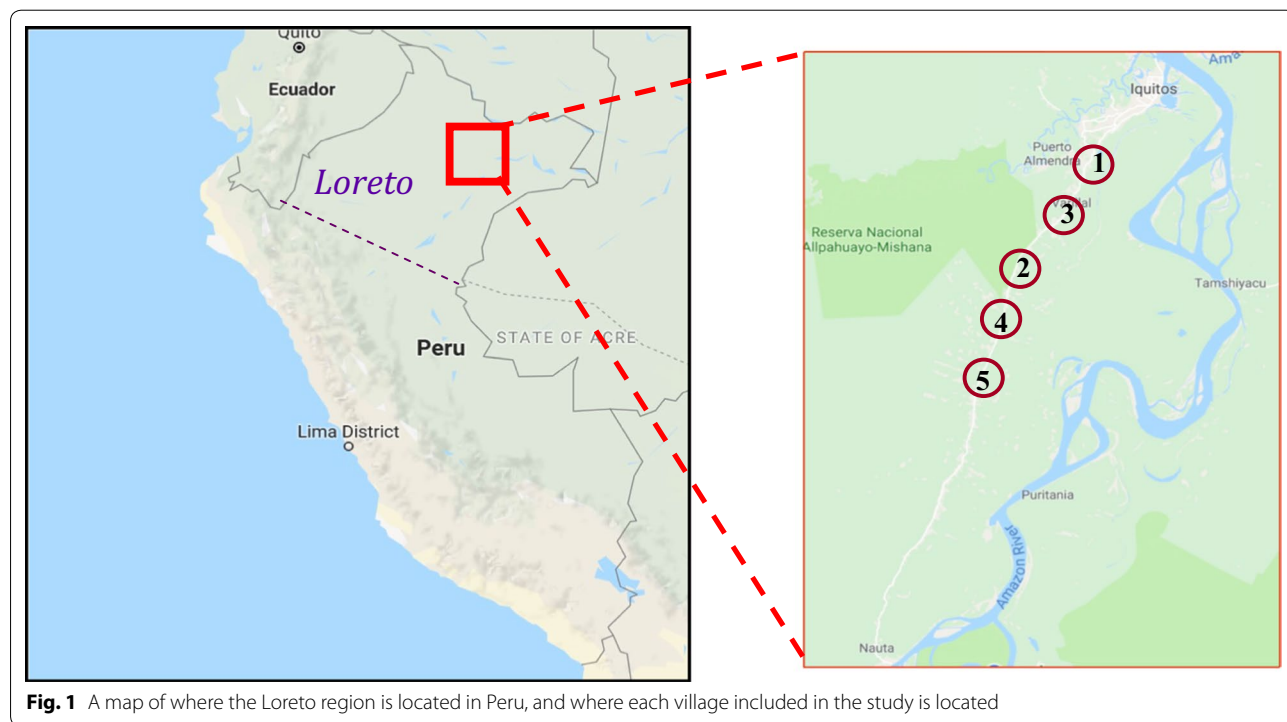 Quito
Ecuador
Loreto
STATE OF ACRE
Peru
Lima District
Iquitos
Puerto
Almendra
1
3
Reserva Nacional
Allpahuayo-Mishana
2
Tamshiyacu
4
5
Puritania
Amazon River
Nauta
Fig. 1 A map of where the Loreto region is located in Peru, and where each village included in the study is located